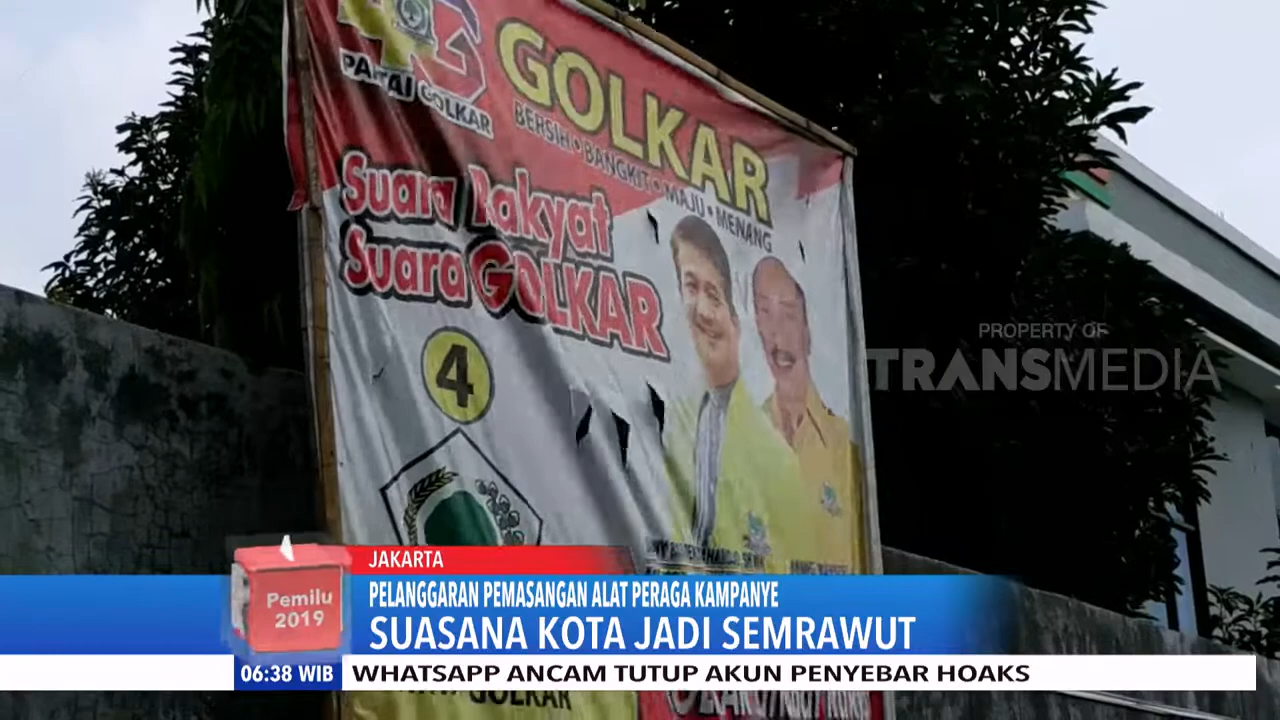 PARTAI GOLKAR
GOLKAR
BERSIH • BANGKIT • MAJU • MENANG
Suara Rakyat
Suara GOLKAR
4
PROPERTY OF
TRANSMEDIA
JAKARTA
Pemilu
2019
PELANGGARAN PEMASANGAN ALAT PERAGA KAMPANYE
SUASANA KOTA JADI SEMRAWUT
06:38 WIB
WHATSAPP ANCAM TUTUP AKUN PENYEBAR HOAKS
GOLKAR